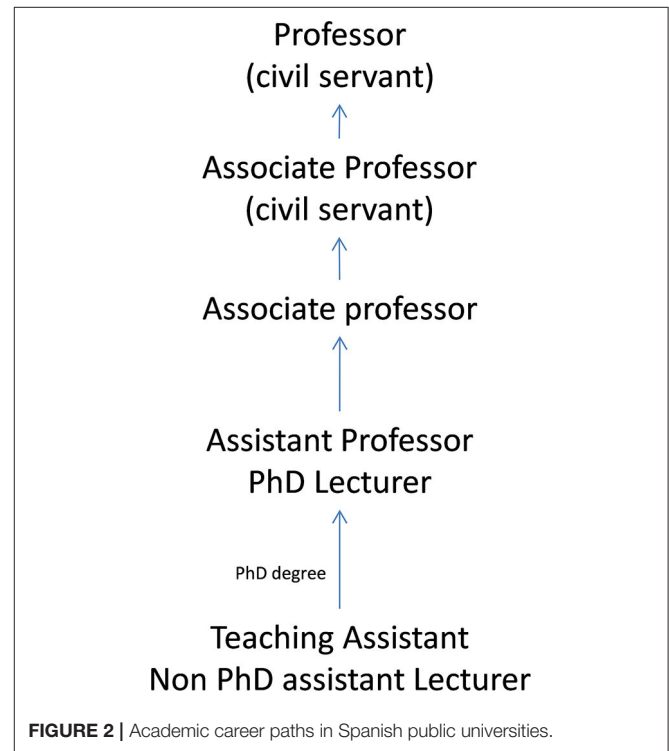 Professor
(civil servant)
Associate Professor
(civil servant)
Associate professor
Assistant Professor
PhD Lecturer
PhD degree
Teaching Assistant
Non PhD assistant Lecturer
FIGURE 2 | Academic career paths in Spanish public universities.